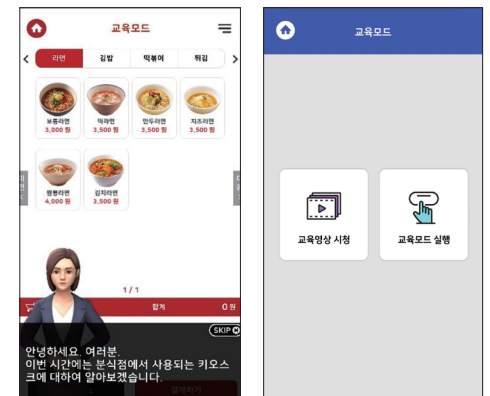 교육모드
라면 김밥 떡볶이 튀김
보통라면 떡라면 만두라면 치즈라면
3,000 원 3,500 원 3,500 원 3,500 원
짬뽕라면 김치라면
4,000 원 3,500 원
1 / 1
합계 0 원
SKIP
안녕하세요. 여러분.
이번 시간에는 분식점에서 사용되는 키오스
크에 대하여 알아보겠습니다.
교육모드
교육영상 시청 교육모드 실행